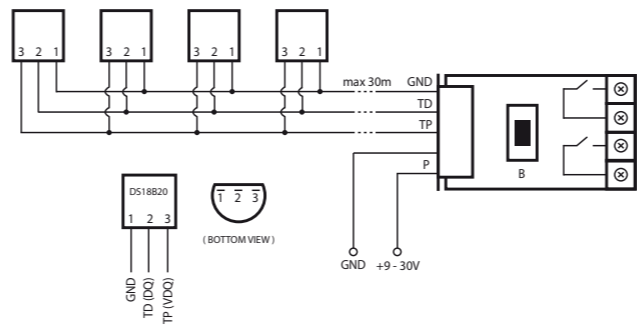 3 2 1
3 2 1
3 2 1
3 2 1
max 30m
GND
TD
TP
P
B
GND
+9 - 30V
DS18B20
1 2 3
GND
TD (DQ)
TP (VDQ)
1 2 3
( BOTTOM VIEW )